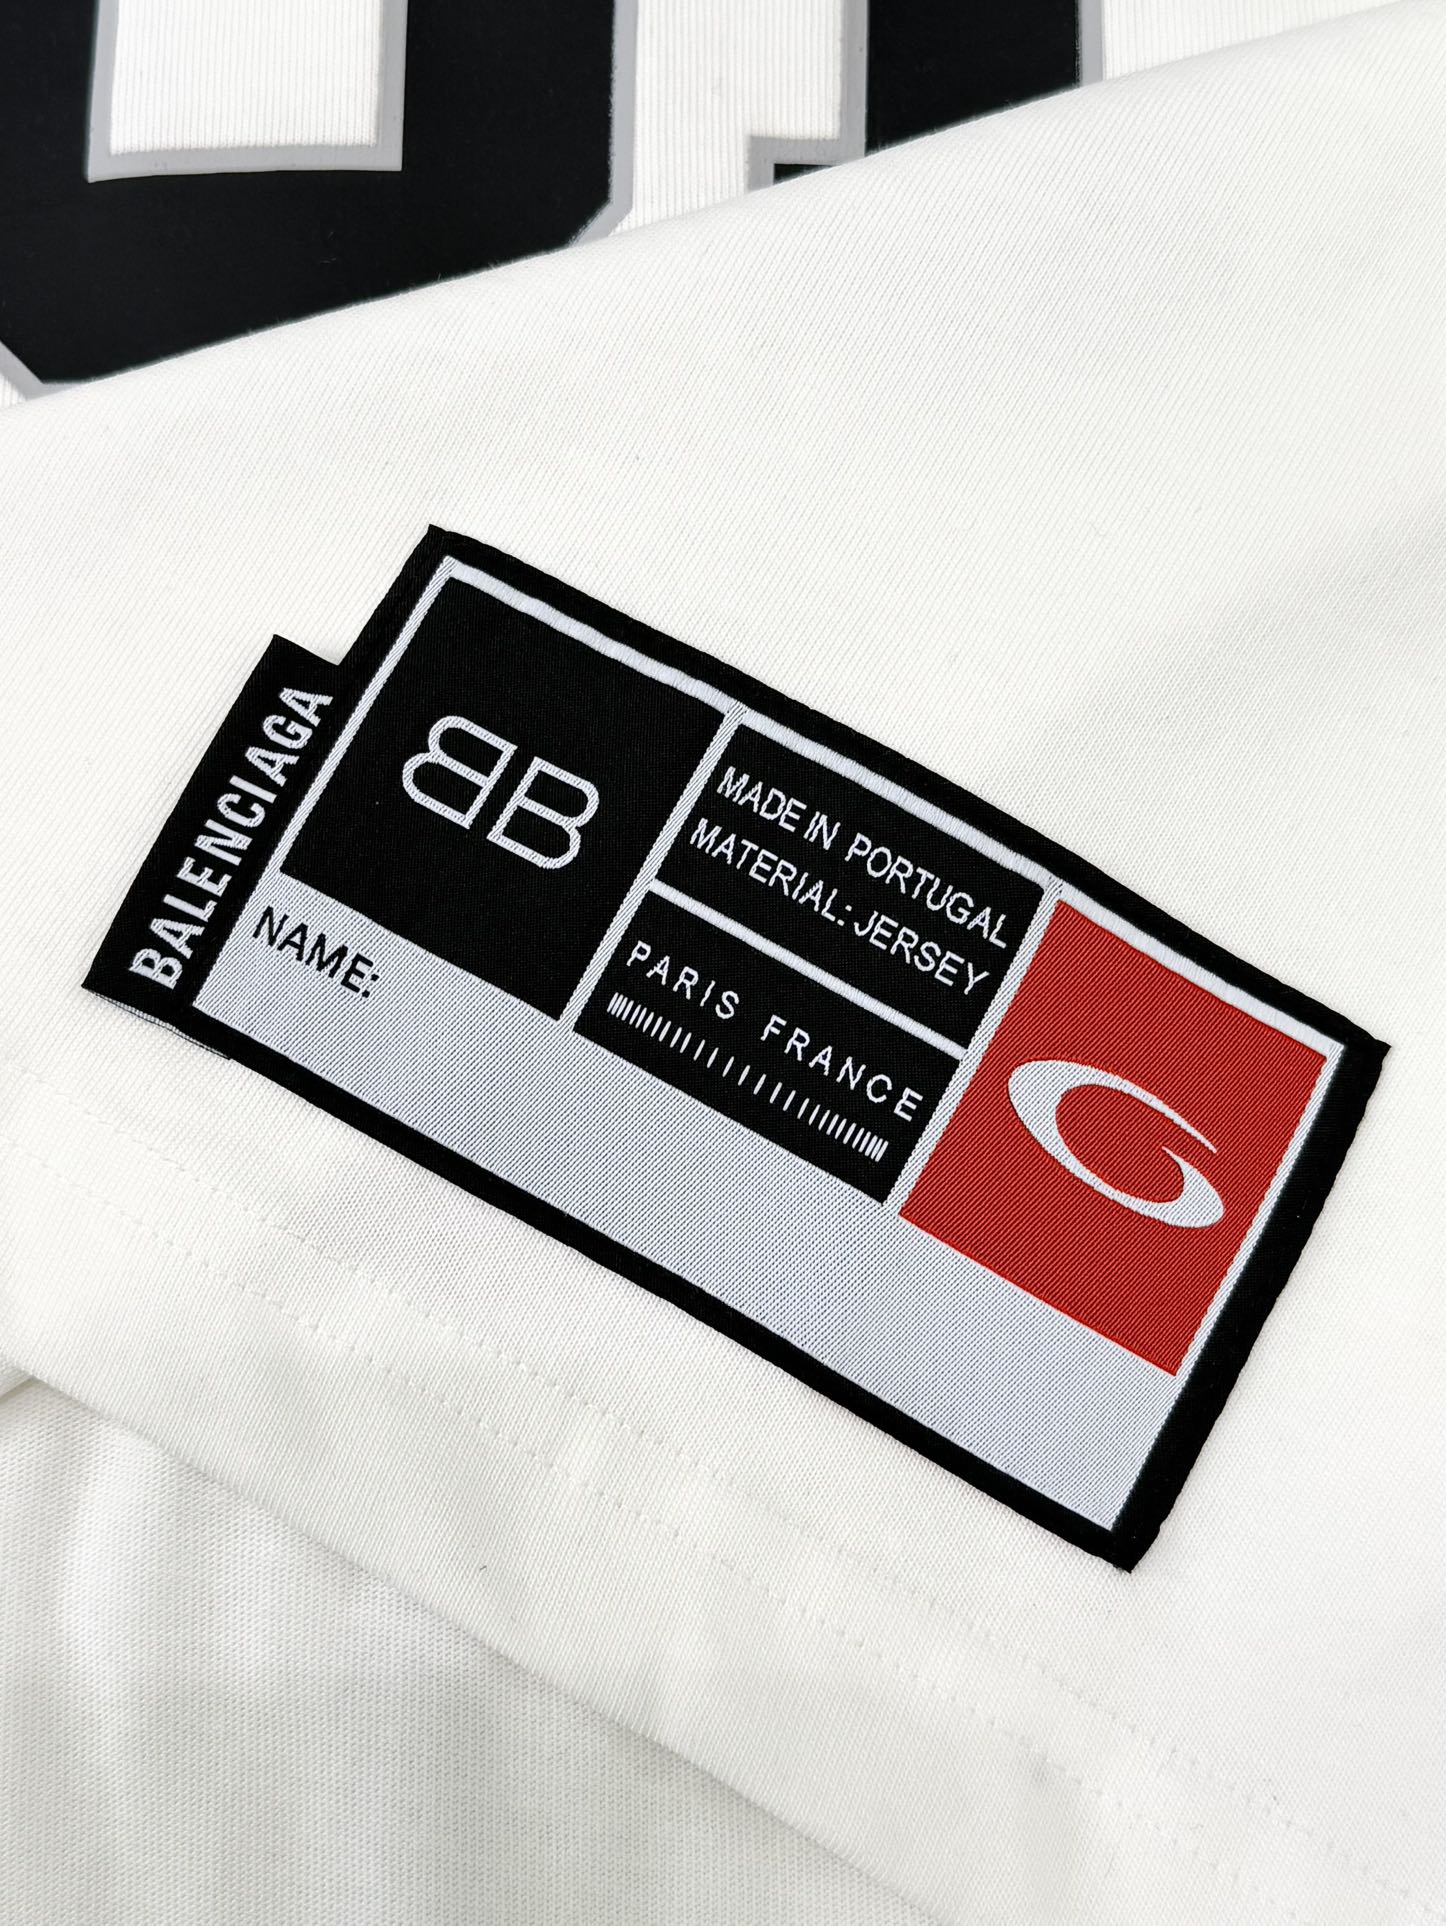 BALENCIAGA
BB
MADE IN PORTUGAL
MATERIAL: JERSEY
PARIS FRANCE
G
NAME: